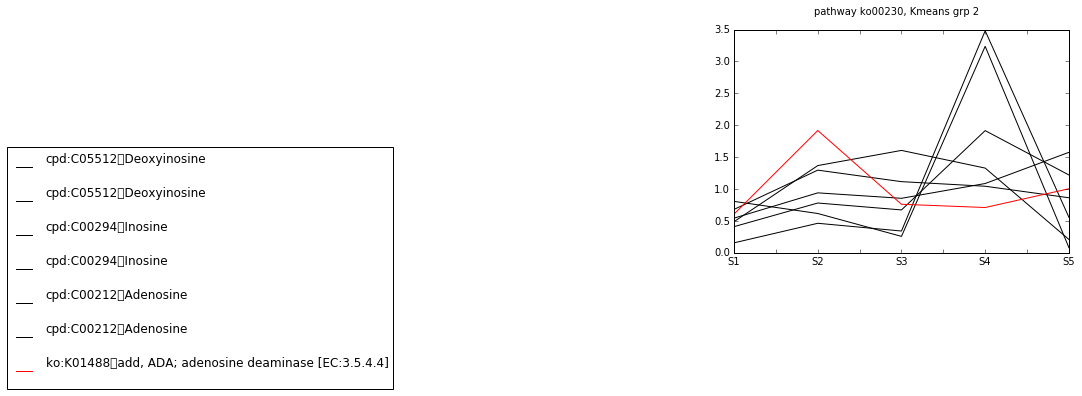 pathway ko00230, Kmeans grp 2
3.5
3.0
2.5
2.0
1.5
1.0
0.5
0.0
S1 S2 S3 S4 S5
cpd:C05512▯Deoxyinosine
cpd:C05512▯Deoxyinosine
cpd:C00294▯Inosine
cpd:C00294▯Inosine
cpd:C00212▯Adenosine
cpd:C00212▯Adenosine
ko:K01488▯add, ADA; adenosine deaminase [EC:3.5.4.4]